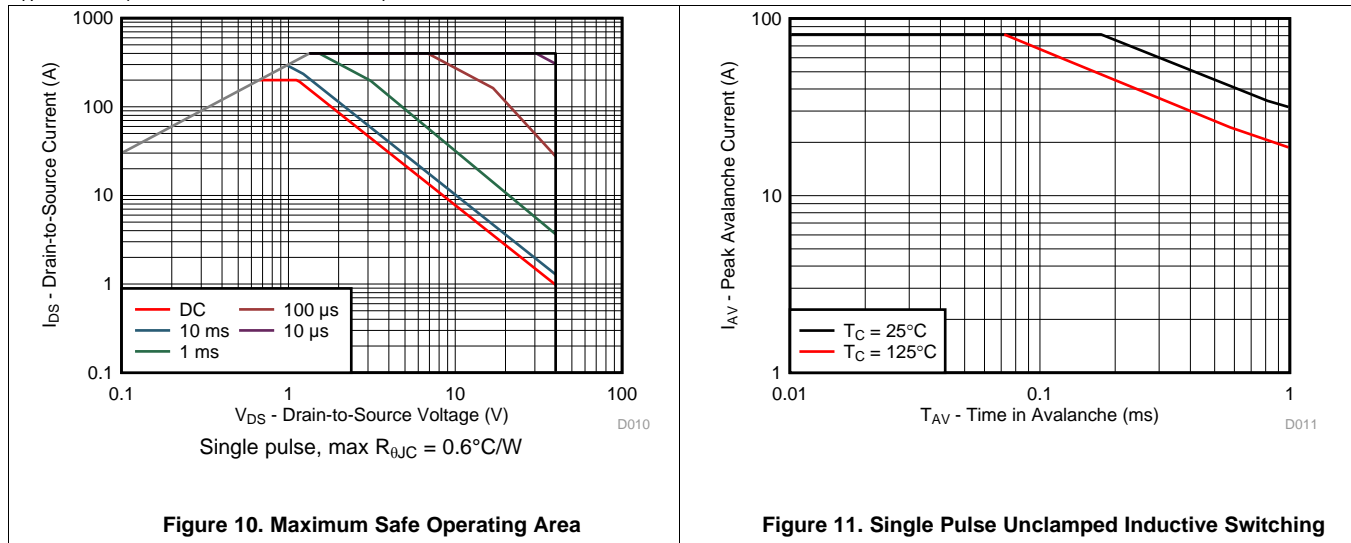 1000
100
10
1
0.1
0.1
1
10
100
I_DS - Drain-to-Source Current (A)
DC
10 ms
1 ms
100 µs
10 µs
V_DS - Drain-to-Source Voltage (V)
D010
Single pulse, max R_θJC = 0.6°C/W
Figure 10. Maximum Safe Operating Area
100
10
1
0.01
0.1
1
I_AV - Peak Avalanche Current (A)
T_C = 25°C
T_C = 125°C
T_AV - Time in Avalanche (ms)
D011
Figure 11. Single Pulse Unclamped Inductive Switching